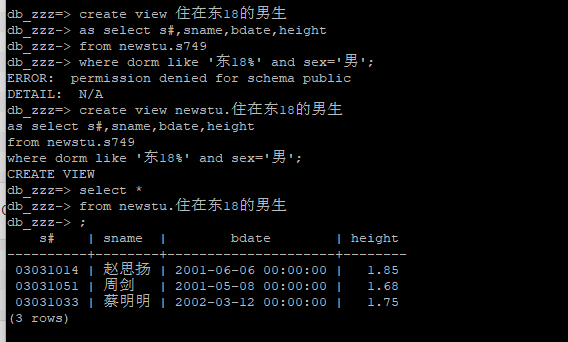 db_zzz=> create view 住在东18的男生
db_zzz-> as select s#,sname,bdate,height
db_zzz-> from newstu.s749
db_zzz-> where dorm like '东18%' and sex='男';
ERROR:  permission denied for schema public
DETAIL:  N/A
db_zzz=> create view newstu.住在东18的男生
as select s#,sname,bdate,height
from newstu.s749
where dorm like '东18%' and sex='男';
CREATE VIEW
db_zzz=> select *
db_zzz-> from newstu.住在东18的男生
db_zzz-> ;
    s#    | sname  |        bdate        | height
----------+--------+---------------------+--------
 03031014 | 赵思扬 | 2001-06-06 00:00:00 |   1.85
 03031051 | 周剑   | 2001-05-08 00:00:00 |   1.68
 03031033 | 蔡明明 | 2002-03-12 00:00:00 |   1.75
(3 rows)